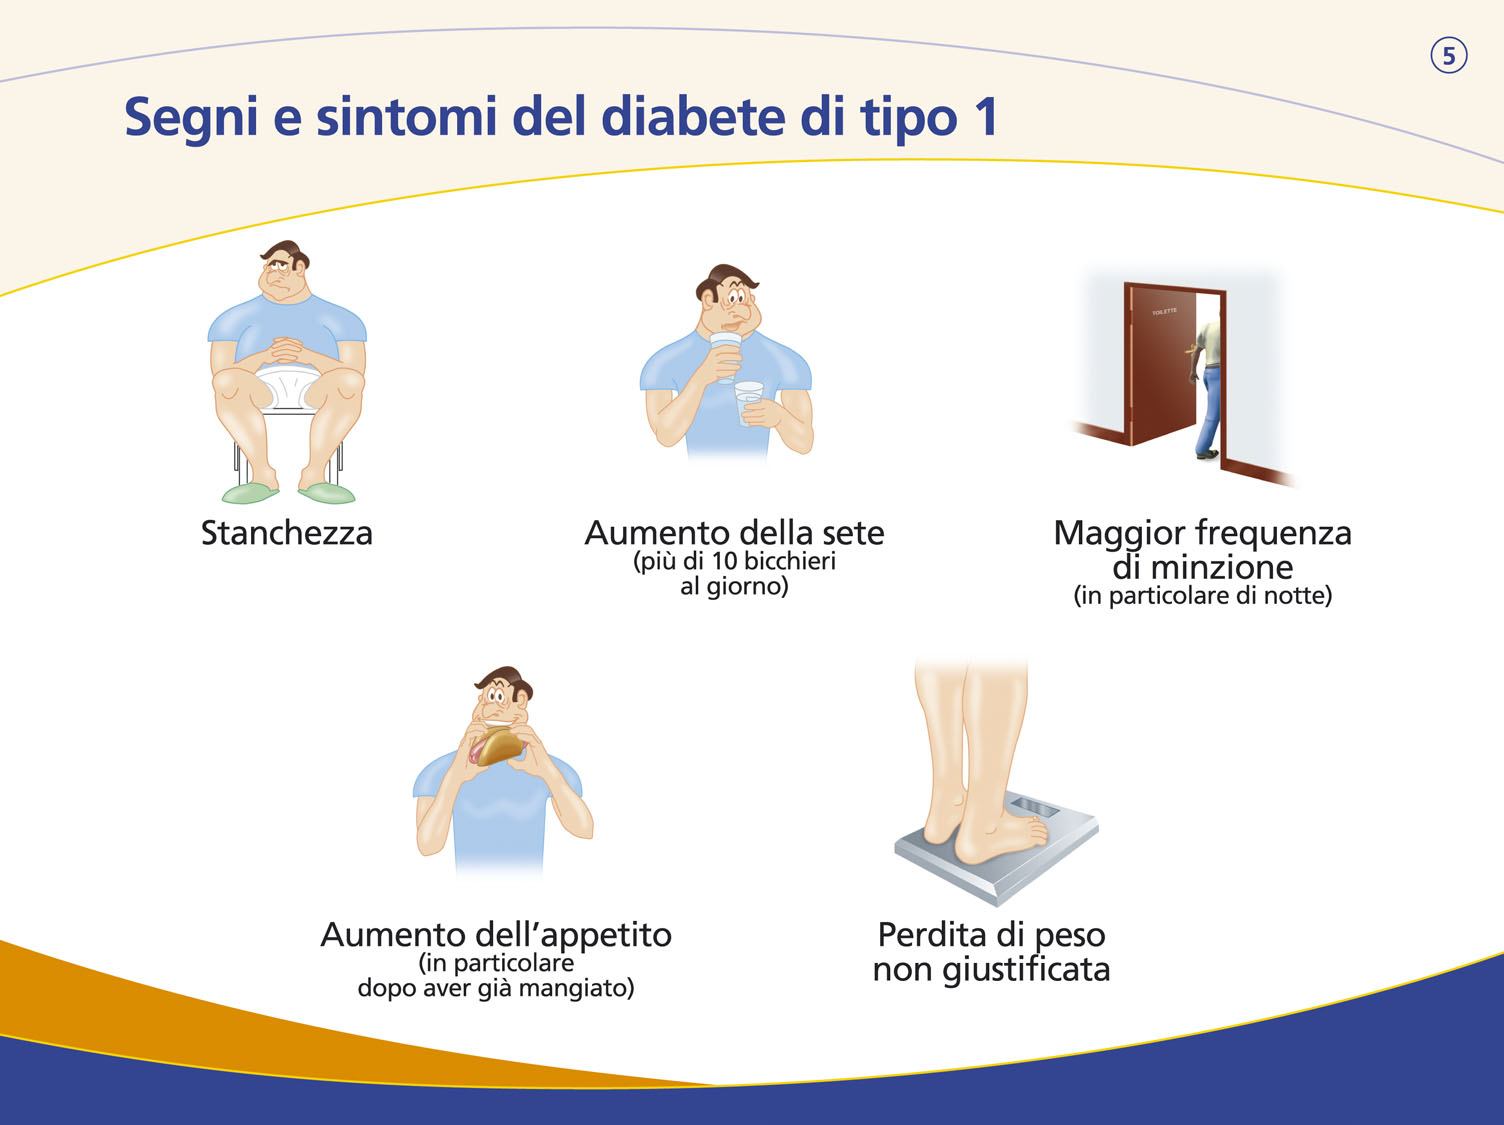 5
Segni e sintomi del diabete di tipo 1
TOILETTE
Stanchezza
Aumento della sete
(più di 10 bicchieri
al giorno)
Maggior frequenza
di minzione
(in particolare di notte)
Aumento dell’appetito
(in particolare
dopo aver già mangiato)
Perdita di peso
non giustificata